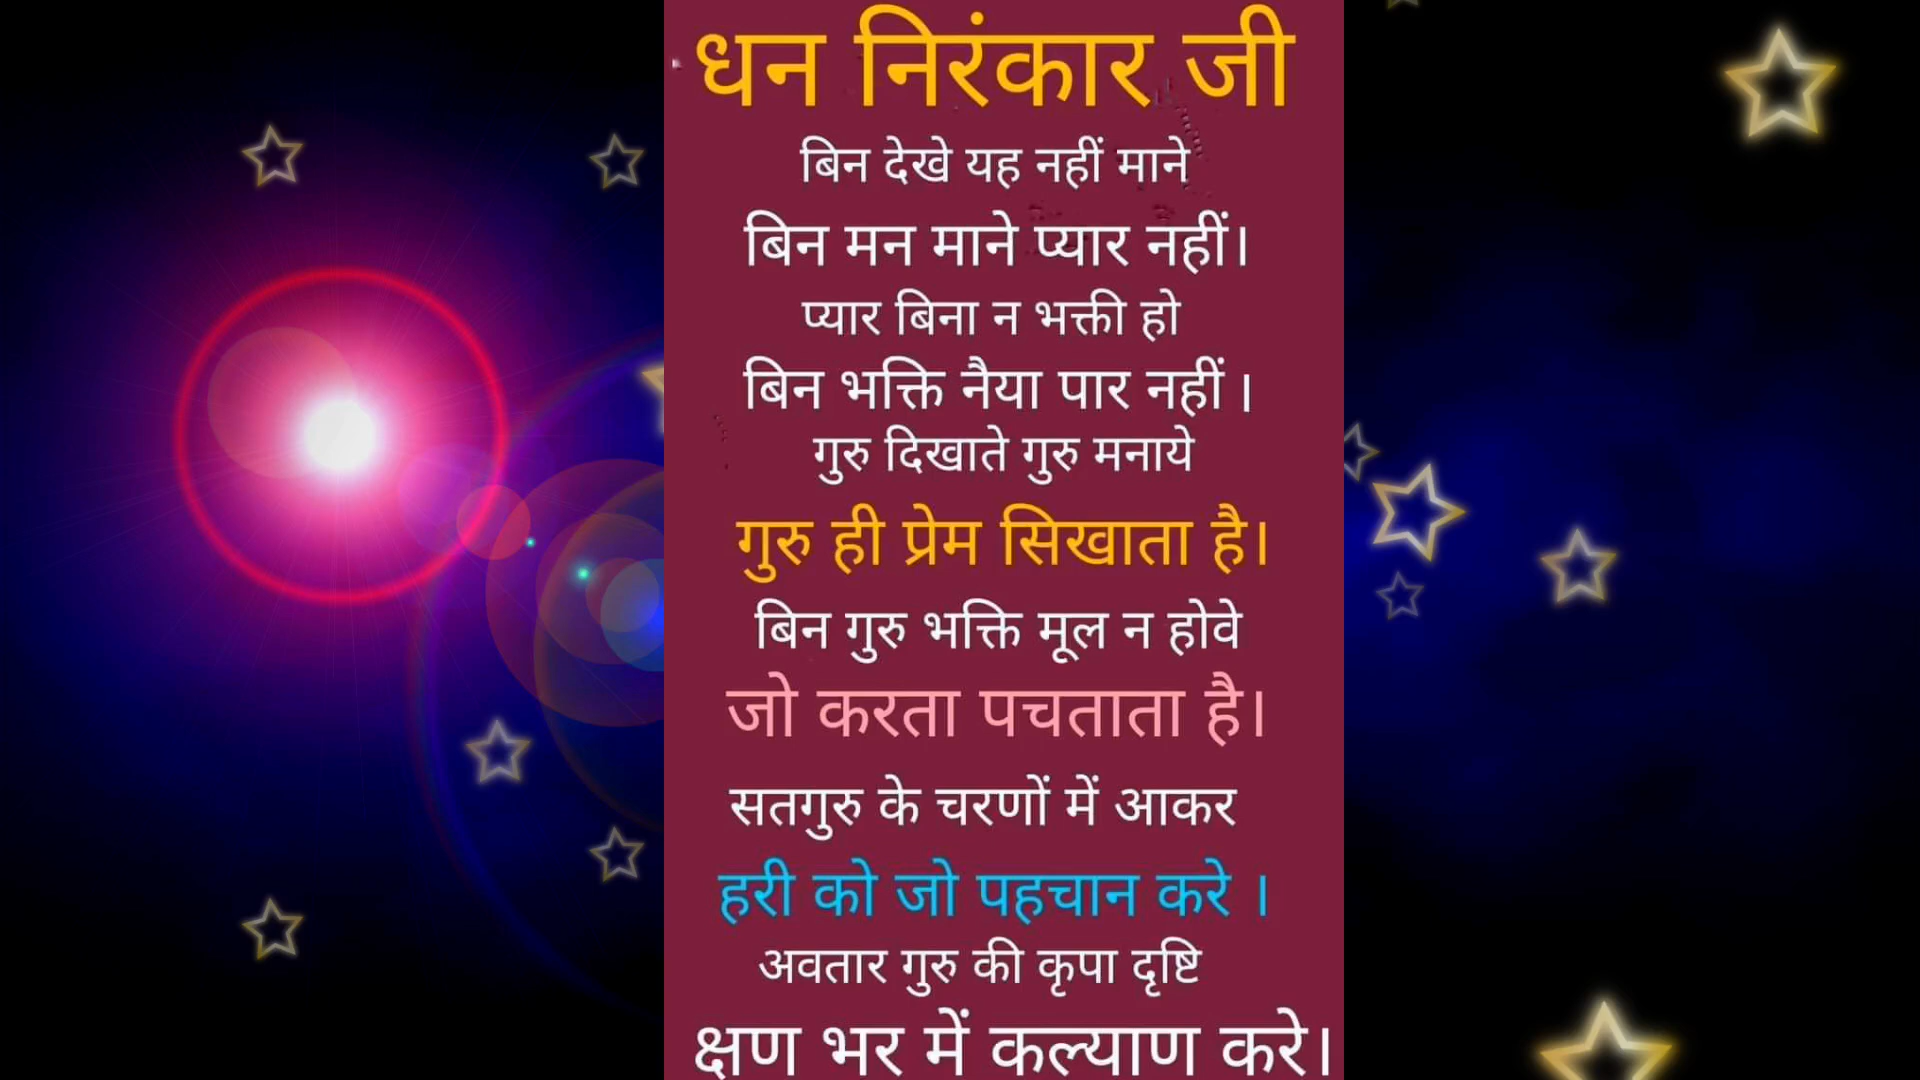 धन निरंकार जी
बिन देखे यह नहीं माने
बिन मन माने प्यार नहीं।
प्यार बिना न भक्ती हो
बिन भक्ति नैया पार नहीं ।
गुरु दिखाते गुरु मनाये
गुरु ही प्रेम सिखाता है।
बिन गुरु भक्ति मूल न होवे
जो करता पचताता है।
सतगुरु के चरणों में आकर
हरी को जो पहचान करे ।
अवतार गुरु की कृपा दृष्टि
क्षण भर में कल्याण करे।